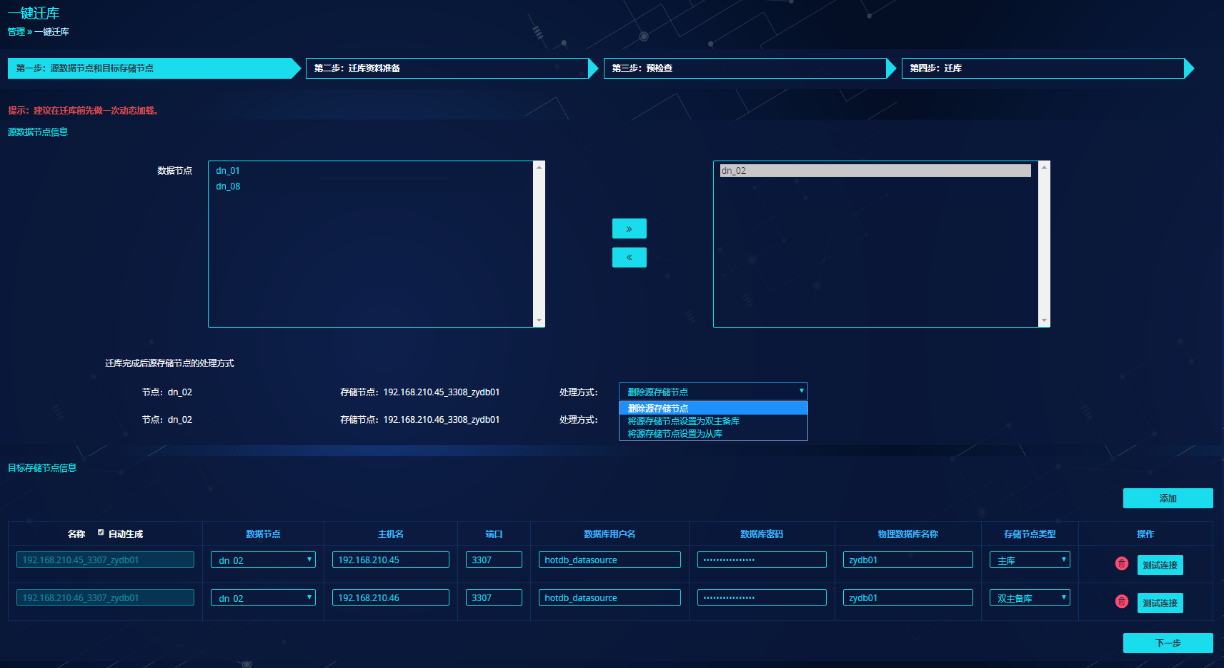 一键迁库
管理 » 一键迁库
第一步：源数据节点和目标存储节点 第二步：迁库资料准备 第三步：预检查 第四步：迁库
提示：建议在迁库前先做一次动态加载。
源数据节点信息
数据节点 dn_01 dn_02
dn_08
»
«
迁库完成后源存储节点的处理方式
节点：dn_02 存储节点：192.168.210.45_3308_zydb01 处理方式： 删除源存储节点
删除源存储节点
节点：dn_02 存储节点：192.168.210.46_3308_zydb01 处理方式： 将源存储节点设置为双主备库
将源存储节点设置为从库
目标存储节点信息
添加
名称 自动生成 数据节点 主机名 端口 数据库用户名 数据库密码 物理数据库名称 存储节点类型 操作
192.168.210.45_3307_zydb01 dn_02 192.168.210.45 3307 hotdb_datasource •••••••••••••••• zydb01 主库 测试连接
192.168.210.46_3307_zydb01 dn_02 192.168.210.46 3307 hotdb_datasource •••••••••••••••• zydb01 双主备库 测试连接
下一步